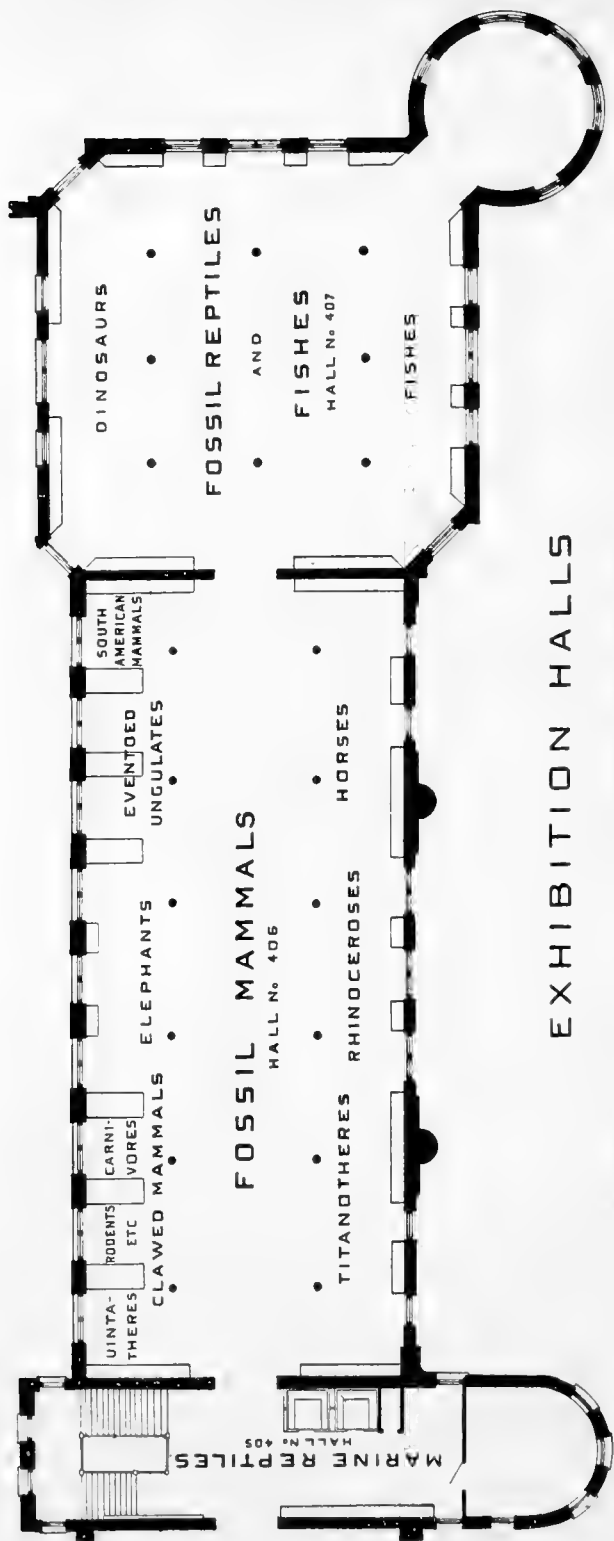 DINOSAURS
FOSSIL REPTILES
AND
FISHES
HALL No 407
FISHES
SOUTH
AMERICAN
MAMMALS
EVENTOED
UNGULATES
ELEPHANTS
CARNI-
VORES
RODENTS
ETC
CLAWED MAMMALS
UINTA-
THERES
FOSSIL MAMMALS
HALL No 406
HORSES
RHINOCEROSES
TITANOTHERES
MARINE REPTILES
HALL No 405
EXHIBITION HALLS